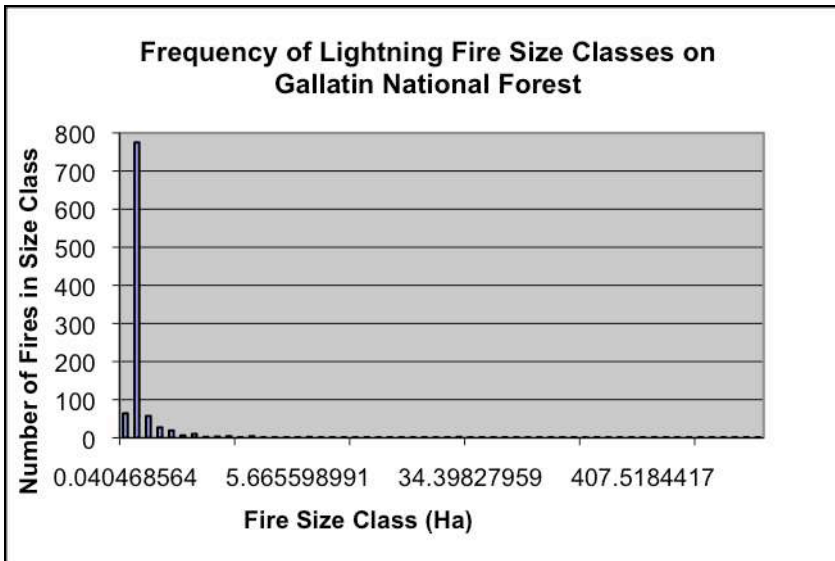 Frequency of Lightning Fire Size Classes on
Gallatin National Forest
Number of Fires in Size Class
800
700
600
500
400
300
200
100
0
0.040468564 5.665598991 34.39827959 407.5184417
Fire Size Class (Ha)